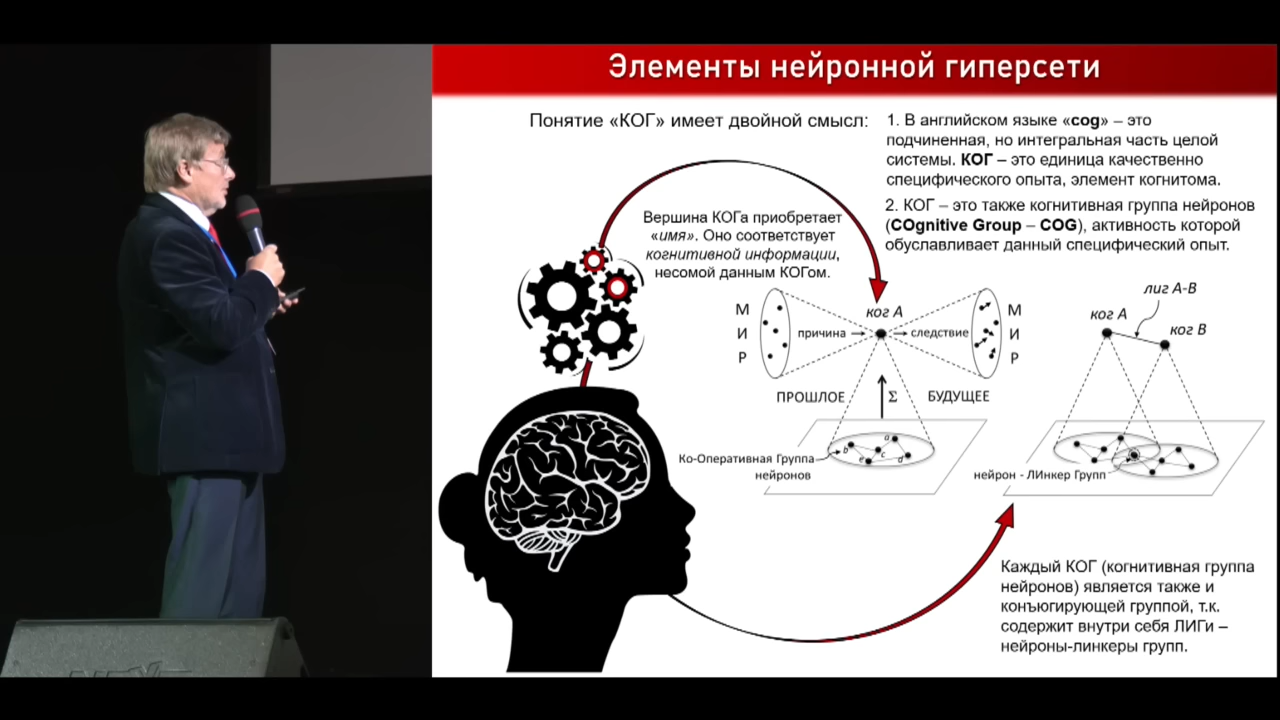 Элементы нейронной гиперсети
Понятие «КОГ» имеет двойной смысл:
1. В английском языке «cog» – это
подчиненная, но интегральная часть целой
системы. КОГ – это единица качественно
специфического опыта, элемент когнитома.
2. КОГ – это также когнитивная группа нейронов
(COgnitive Group – COG), активность которой
обуславливает данный специфический опыт.
Вершина КОГа приобретает
«имя». Оно соответствует
когнитивной информации,
несомой данным КОГом.
МИР
причина
ког А
следствие
МИР
ПРОШЛОЕ
Σ
БУДУЩЕЕ
Ко-Оперативная Группа
нейронов
b
e
c
a
d
лиг А-В
ког А
ког В
нейрон - ЛИнкер Групп
Каждый КОГ (когнитивная группа
нейронов) является также и
конъюгирующей группой, т.к.
содержит внутри себя ЛИГи –
нейроны-линкеры групп.